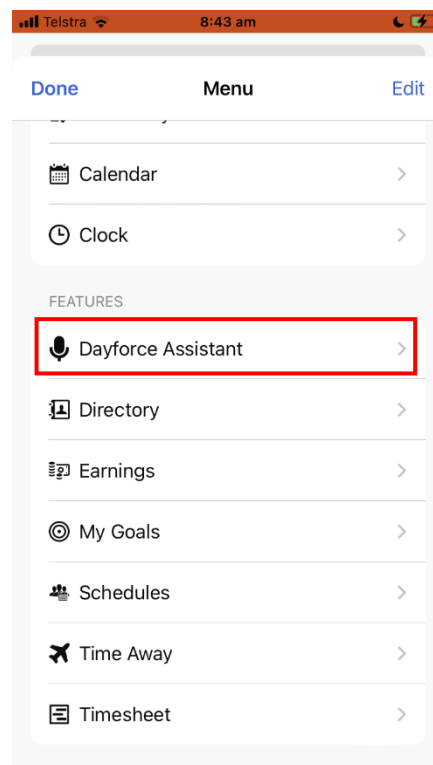 Telstra 8:43 am
Done Menu Edit
Calendar
Clock
FEATURES
Dayforce Assistant
Directory
Earnings
My Goals
Schedules
Time Away
Timesheet